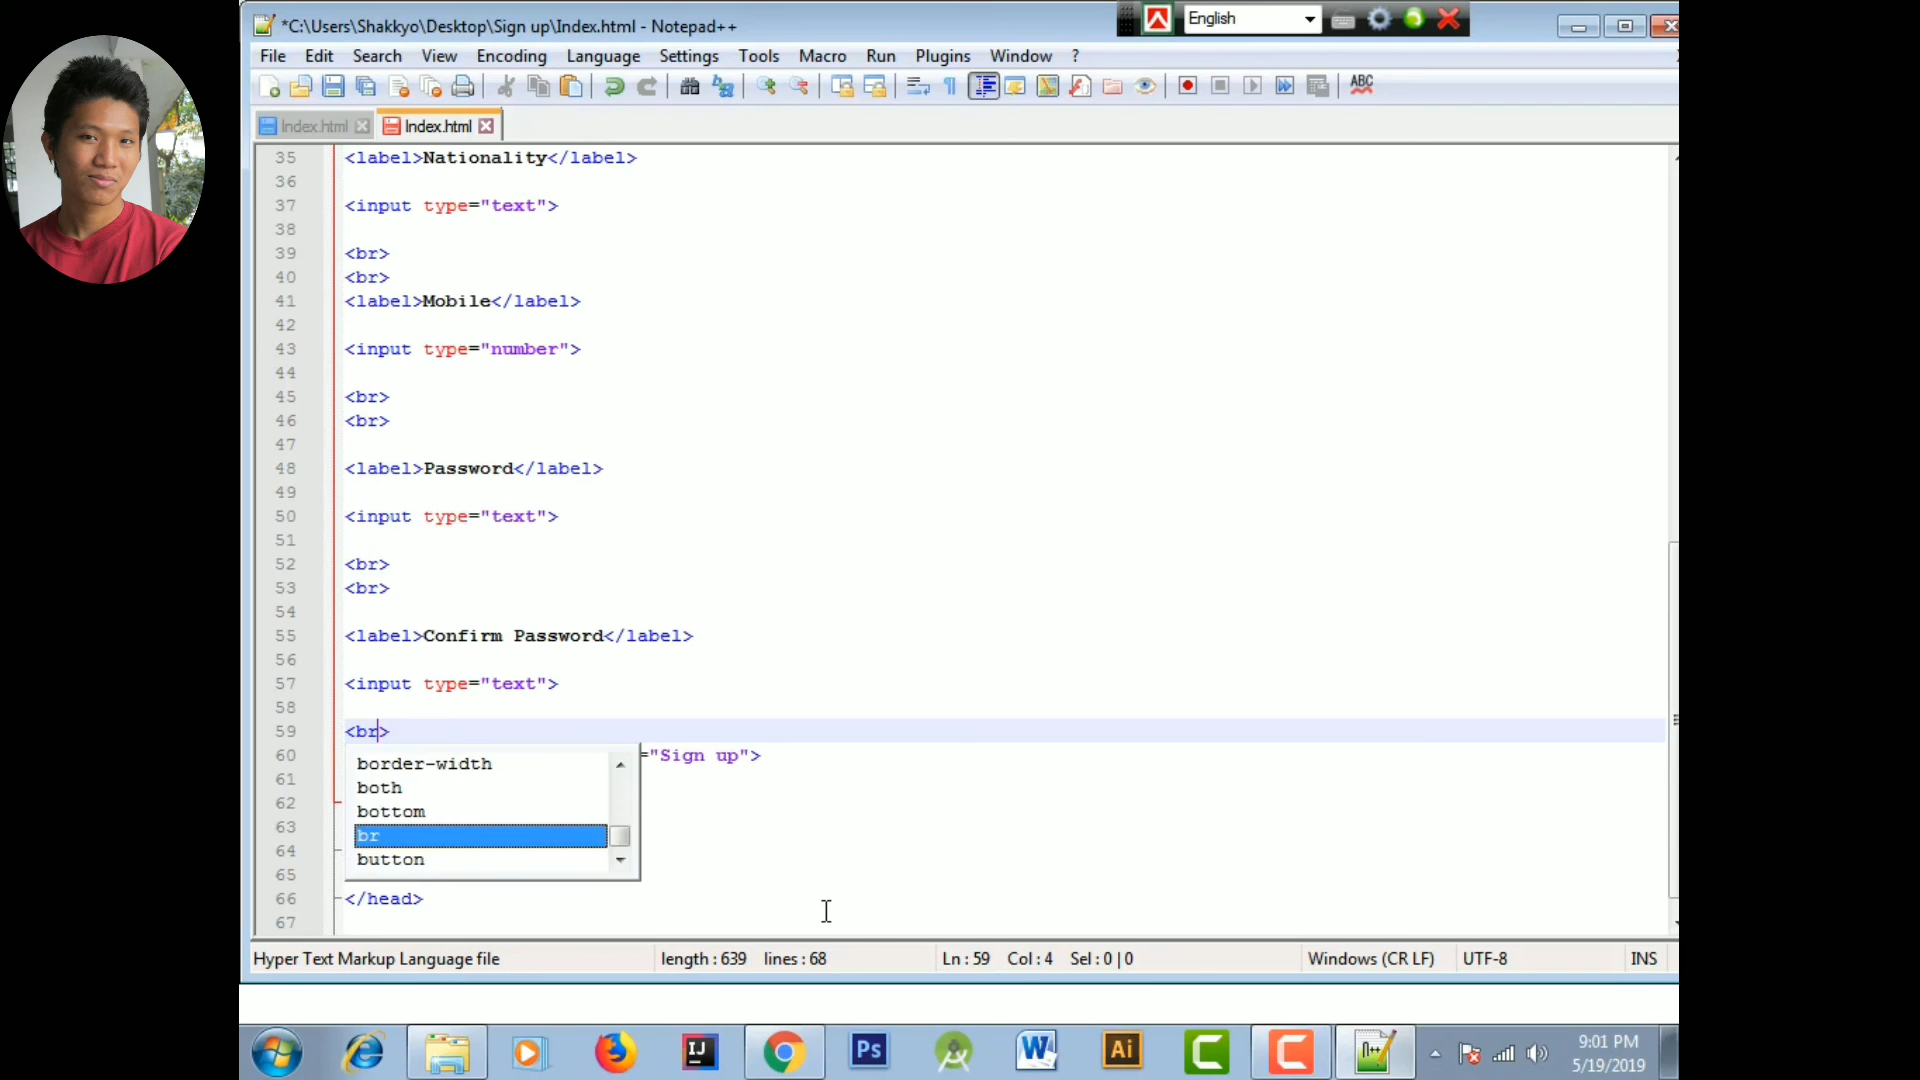 *C:\Users\Shakkyo\Desktop\Sign up\Index.html - Notepad++
English
File Edit Search View Encoding Language Settings Tools Macro Run Plugins Window ?
ABC
Index.html Index.html
35 <label>Nationality</label>
36
37 <input type="text">
38
39 <br>
40 <br>
41 <label>Mobile</label>
42
43 <input type="number">
44
45 <br>
46 <br>
47
48 <label>Password</label>
49
50 <input type="text">
51
52 <br>
53 <br>
54
55 <label>Confirm Password</label>
56
57 <input type="text">
58
59 <br>
60 ="Sign up">
border-width
61
both
62
bottom
63
br
64
button
65
66 </head>
67
Hyper Text Markup Language file length : 639 lines : 68 Ln : 59 Col : 4 Sel : 0 | 0 Windows (CR LF) UTF-8 INS
IJ Ps W Ai C C n++
9:01 PM
5/19/2019